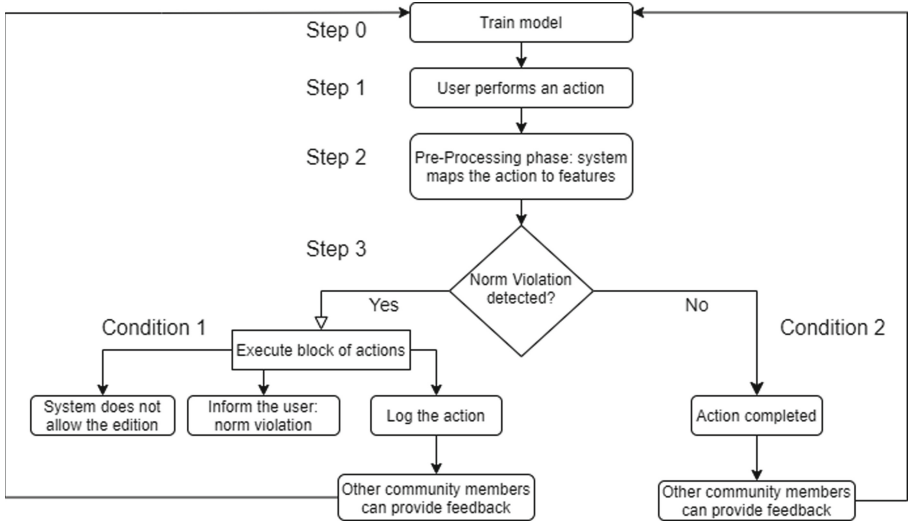 Step 0
Train model
Step 1
User performs an action
Step 2
Pre-Processing phase: system
maps the action to features
Step 3
Norm Violation
detected?
Yes
No
Condition 1
Condition 2
Execute block of actions
System does not
allow the edition
Inform the user:
norm violation
Log the action
Action completed
Other community members
can provide feedback
Other community members
can provide feedback